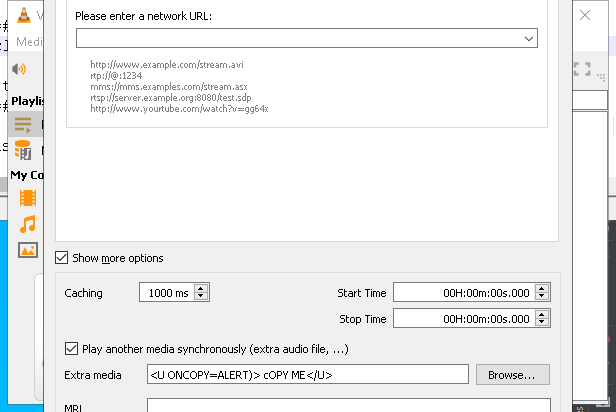 Please enter a network URL:
http://www.example.com/stream.avi
rtp://@:1234
mms://mms.examples.com/stream.asx
rtsp://server.example.org:8080/test.sdp
http://www.yourtube.com/watch?v=gg64x
Medi
Playlis
My Co
Show more options
Caching
1000 ms
Start Time
00H:00m:00s.000
Stop Time
00H:00m:00s.000
Play another media synchronously (extra audio file, ...)
Extra media
<U ONCOPY=ALERT)> cOPY ME</U>
Browse...
MRL